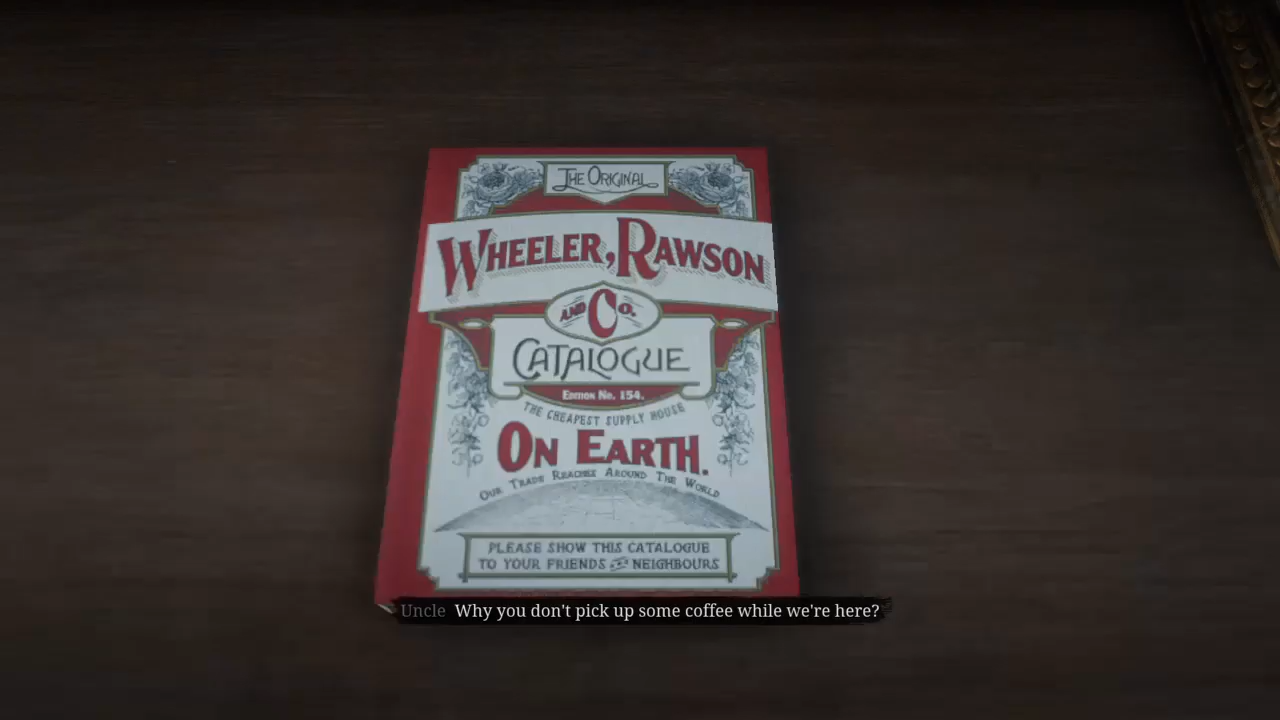 THE ORIGINAL
WHEELER, RAWSON
AND CO.
CATALOGUE
EDITION NO. 154.
THE CHEAPEST SUPPLY HOUSE
ON EARTH.
OUR TRADE REACHES AROUND THE WORLD
PLEASE SHOW THIS CATALOGUE
TO YOUR FRIENDS AND NEIGHBOURS
Uncle Why you don't pick up some coffee while we're here?